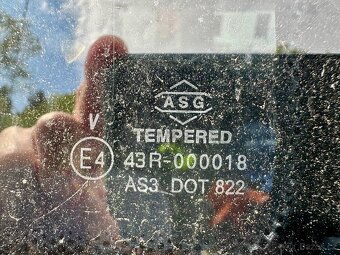 ASG
V
TEMPERED
E4 43R-000018
AS3 DOT 822